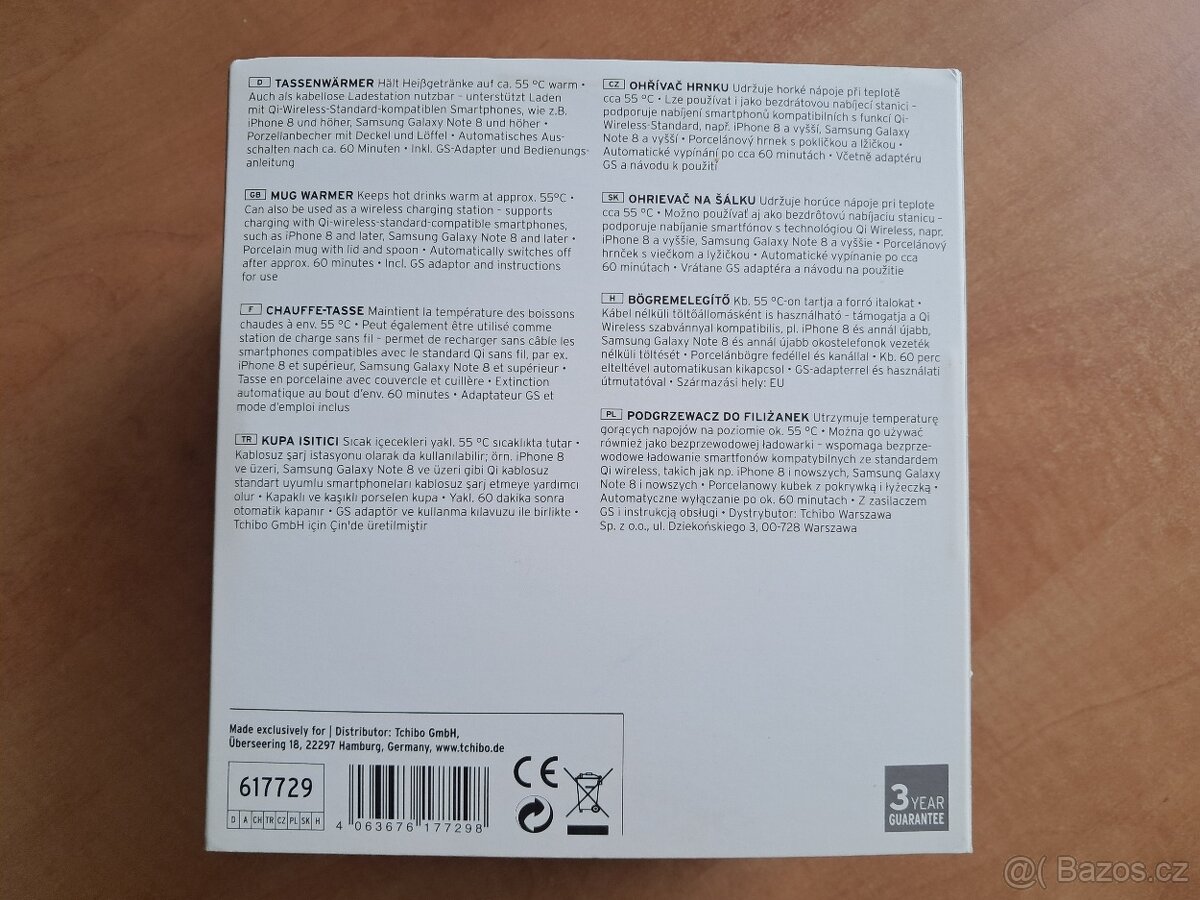 D TASSENWÄRMER Hält Heißgetränke auf ca. 55 °C warm •
Auch als kabellose Ladestation nutzbar – unterstützt Laden
mit Qi-Wireless-Standard-kompatiblen Smartphones, wie z.B.
iPhone 8 und höher, Samsung Galaxy Note 8 und höher •
Porzellanbecher mit Deckel und Löffel • Automatisches Aus-
schalten nach ca. 60 Minuten • Inkl. GS-Adapter und Bedienungs-
anleitung
GB MUG WARMER Keeps hot drinks warm at approx. 55°C •
Can also be used as a wireless charging station – supports
charging with Qi-wireless-standard-compatible smartphones,
such as iPhone 8 and later, Samsung Galaxy Note 8 and later •
Porcelain mug with lid and spoon • Automatically switches off
after approx. 60 minutes • Incl. GS adaptor and instructions
for use
F CHAUFFE-TASSE Maintient la température des boissons
chaudes à env. 55 °C • Peut également être utilisé comme
station de charge sans fil – permet de recharger sans câble les
smartphones compatibles avec le standard Qi sans fil, par ex.
iPhone 8 et supérieur, Samsung Galaxy Note 8 et supérieur •
Tasse en porcelaine avec couvercle et cuillère • Extinction
automatique au bout d'env. 60 minutes • Adaptateur GS et
mode d'emploi inclus
TR KUPA ISITICI Sıcak içecekleri yakl. 55 °C sıcaklıkta tutar •
Kablosuz şarj istasyonu olarak da kullanılabilir; örn. iPhone 8
ve üzeri, Samsung Galaxy Note 8 ve üzeri gibi Qi kablosuz
standart uyumlu smartphoneları kablosuz şarj etmeye yardımcı
olur • Kapaklı ve kaşıklı porselen kupa • Yakl. 60 dakika sonra
otomatik kapanır • GS adaptör ve kullanma kılavuzu ile birlikte •
Tchibo GmbH için Çin'de üretilmiştir
CZ OHŘÍVAČ HRNKU Udržuje horké nápoje při teplotě
cca 55 °C • Lze používat i jako bezdrátovou nabíjecí stanici –
podporuje nabíjení smartphonů kompatibilních s funkcí Qi-
Wireless-Standard, např. iPhone 8 a vyšší, Samsung Galaxy
Note 8 a vyšší • Porcelánový hrnek s pokličkou a lžičkou •
Automatické vypínání po cca 60 minutách • Včetně adaptéru
GS a návodu k použití
SK OHRIEVAČ NA ŠÁLKU Udržuje horúce nápoje pri teplote
cca 55 °C • Možno používať aj ako bezdrôtovú nabíjaciu stanicu –
podporuje nabíjanie smartfónov s technológiou Qi Wireless, napr.
iPhone 8 a vyššie, Samsung Galaxy Note 8 a vyššie • Porcelánový
hrnček s viečkom a lyžičkou • Automatické vypínanie po cca
60 minútach • Vrátane GS adaptéra a návodu na použitie
H BÖGREMELEGÍTŐ Kb. 55 °C-on tartja a forró italokat •
Kábel nélküli töltőállomásként is használható – támogatja a Qi
Wireless szabvánnyal kompatibilis, pl. iPhone 8 és annál újabb,
Samsung Galaxy Note 8 és annál újabb okostelefonok vezeték
nélküli töltését • Porcelánbögre fedéllel és kanállal • Kb. 60 perc
elteltével automatikusan kikapcsol • GS-adapterrel és használati
útmutatóval • Származási hely: EU
PL PODGRZEWACZ DO FILIŻANEK Utrzymuje temperaturę
gorących napojów na poziomie ok. 55 °C • Można go używać
również jako bezprzewodowej ładowarki – wspomaga bezprze-
wodowe ładowanie smartfonów kompatybilnych ze standardem
Qi wireless, takich jak np. iPhone 8 i nowszych, Samsung Galaxy
Note 8 i nowszych • Porcelanowy kubek z pokrywką i łyżeczką •
Automatyczne wyłączanie po ok. 60 minutach • Z zasilaczem
GS i instrukcją obsługi • Dystrybutor: Tchibo Warszawa
Sp. z o.o., ul. Dziekońskiego 3, 00-728 Warszawa
Made exclusively for | Distributor: Tchibo GmbH,
Überseering 18, 22297 Hamburg, Germany, www.tchibo.de
617729
D A CH TR CZ PL SK H
4 063676 177298
CE
3 YEAR
GUARANTEE
@( Bazos.cz